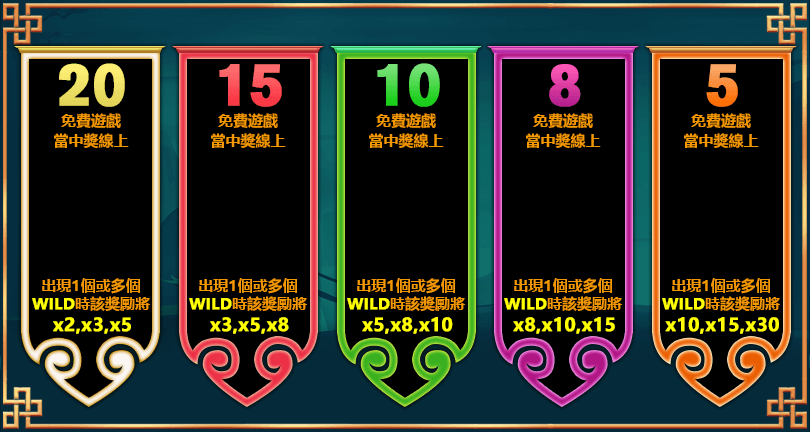 20
免費遊戲
當中獎線上
出現1個或多個
WILD時該獎勵將
x2,x3,x5
15
免費遊戲
當中獎線上
出現1個或多個
WILD時該獎勵將
x3,x5,x8
10
免費遊戲
當中獎線上
出現1個或多個
WILD時該獎勵將
x5,x8,x10
8
免費遊戲
當中獎線上
出現1個或多個
WILD時該獎勵將
x8,x10,x15
5
免費遊戲
當中獎線上
出現1個或多個
WILD時該獎勵將
x10,x15,x30